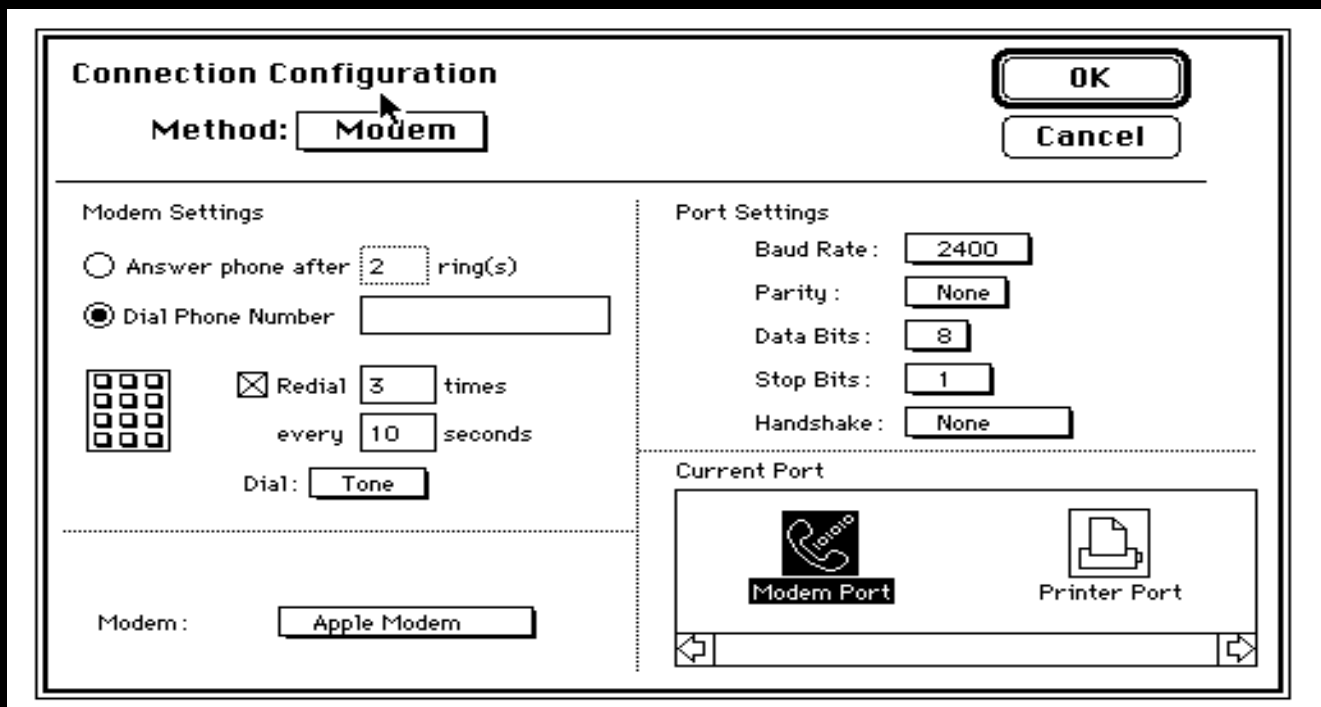 Connection Configuration
OK
Method: Modem
Cancel
Modem Settings
Answer phone after 2 ring(s)
Dial Phone Number
Redial 3 times
every 10 seconds
Dial: Tone
Modem: Apple Modem
Port Settings
Baud Rate: 2400
Parity: None
Data Bits: 8
Stop Bits: 1
Handshake: None
Current Port
Modem Port
Printer Port